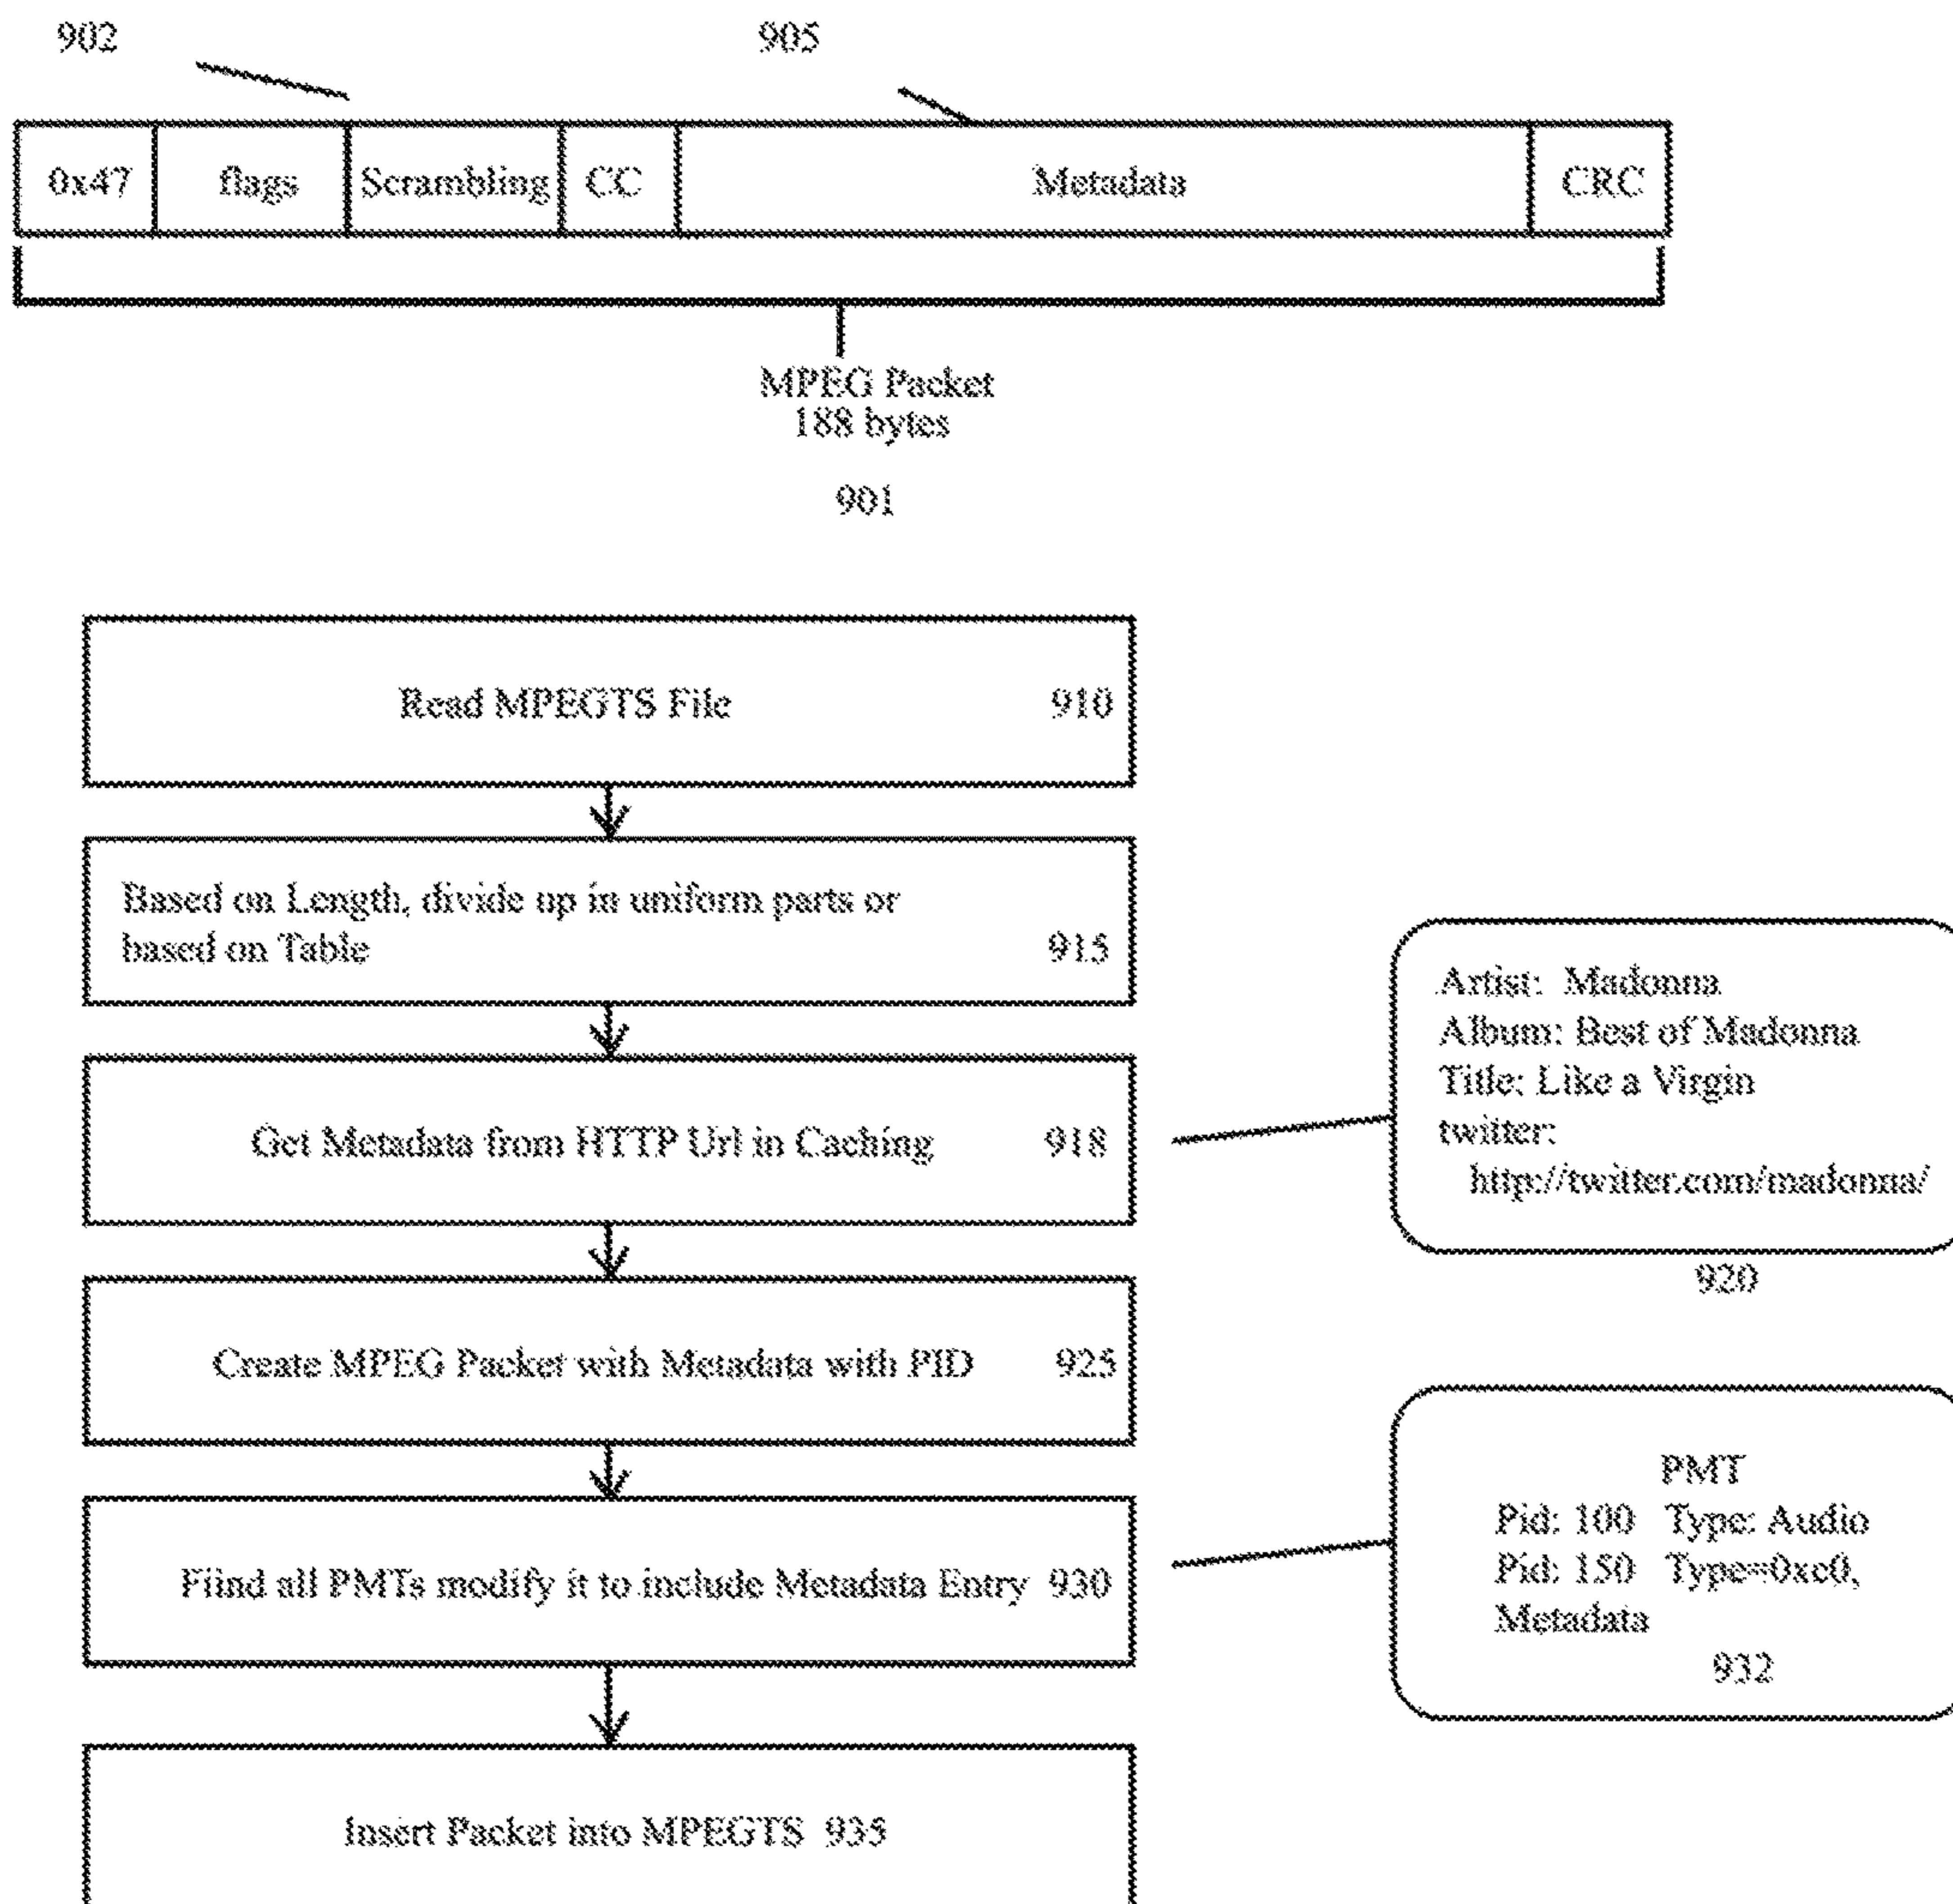 902
905
0x47 flags Scrambling CC Metadata CRC
MPEG Packet
188 bytes
901
Read MPEGTS File 910
Based on Length, divide up in uniform parts or
based on Table 915
Get Metadata from HTTP Url in Caching 918
Artist: Madonna
Album: Best of Madonna
Title: Like a Virgin
twitter:
http://twitter.com/madonna/
920
Create MPEG Packet with Metadata with PID 925
Fiind all PMTs modify it to include Metadata Entry 930
PMT
Pid: 100 Type: Audio
Pid: 150 Type=0xc0,
Metadata
932
Insert Packet into MPEGTS 935